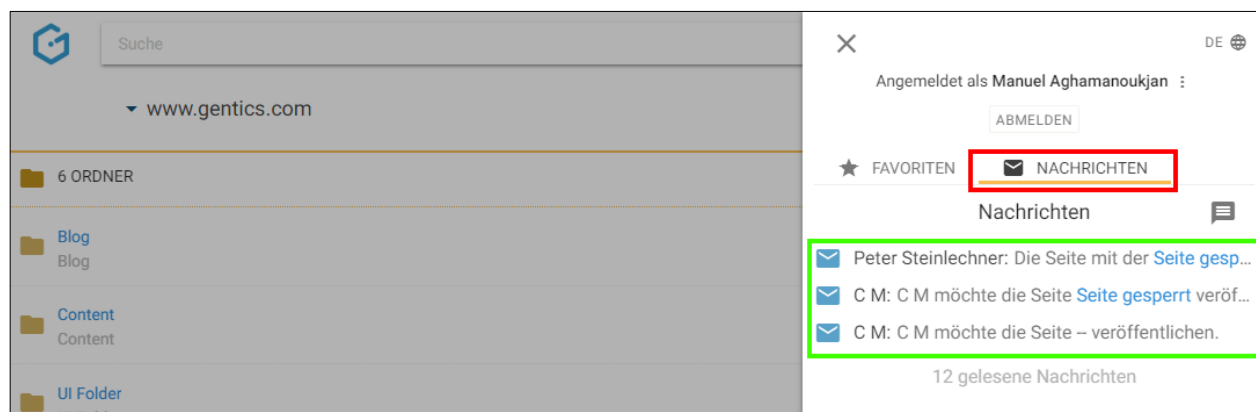 Suche
www.gentics.com
6 ORDNER
Blog
Blog
Content
Content
UI Folder
DE
Angemeldet als Manuel Aghamanoukjan
ABMELDEN
FAVORITEN NACHRICHTEN
Nachrichten
Peter Steinlechner: Die Seite mit der Seite gesp...
C M: C M möchte die Seite Seite gesperrt veröf...
C M: C M möchte die Seite -- veröffentlichen.
12 gelesene Nachrichten